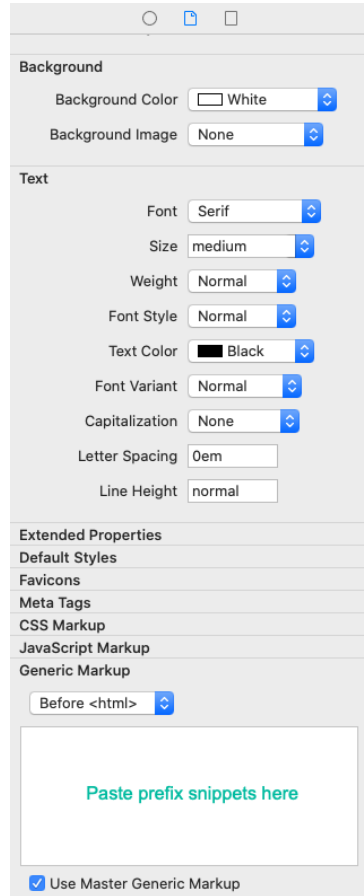 Background
Background Color White
Background Image None
Text
Font Serif
Size medium
Weight Normal
Font Style Normal
Text Color Black
Font Variant Normal
Capitalization None
Letter Spacing 0em
Line Height normal
Extended Properties
Default Styles
Favicons
Meta Tags
CSS Markup
JavaScript Markup
Generic Markup
Before <html>
Paste prefix snippets here
Use Master Generic Markup